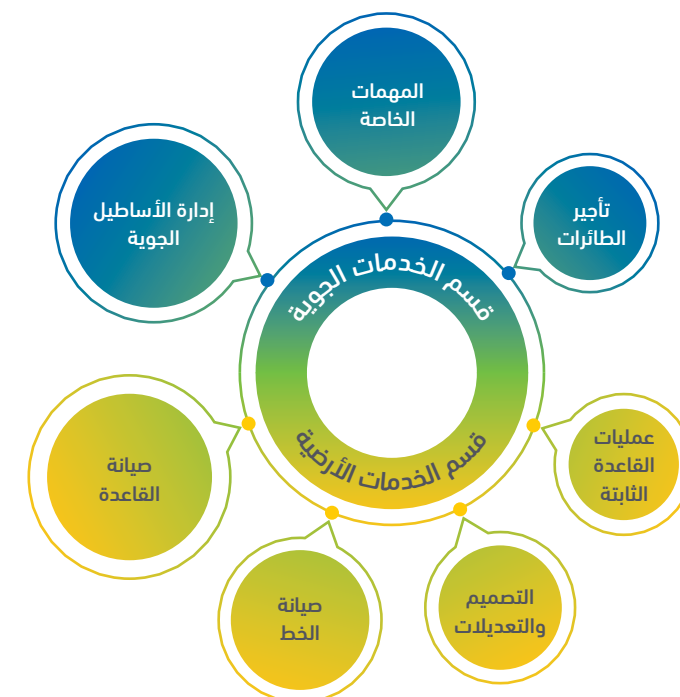 المهمات
الخاصة
تأجير
الطائرات
إدارة الأساطيل
الجوية
قسم الخدمات الجوية
قسم الخدمات الأرضية
عمليات
القاعدة
الثابتة
صيانة
القاعدة
التصميم
والتعديلات
صيانة
الخط